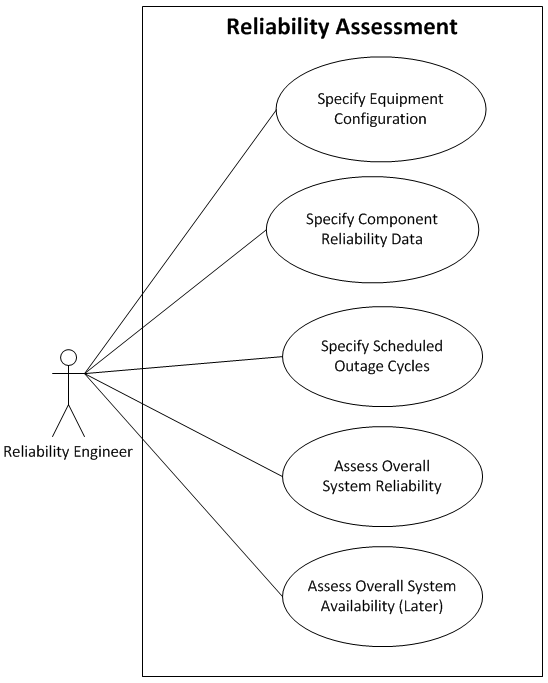 Reliability Assessment
Specify Equipment
Configuration
Specify Component
Reliability Data
Specify Scheduled
Outage Cycles
Reliability Engineer
Assess Overall
System Reliability
Assess Overall System
Availability (Later)